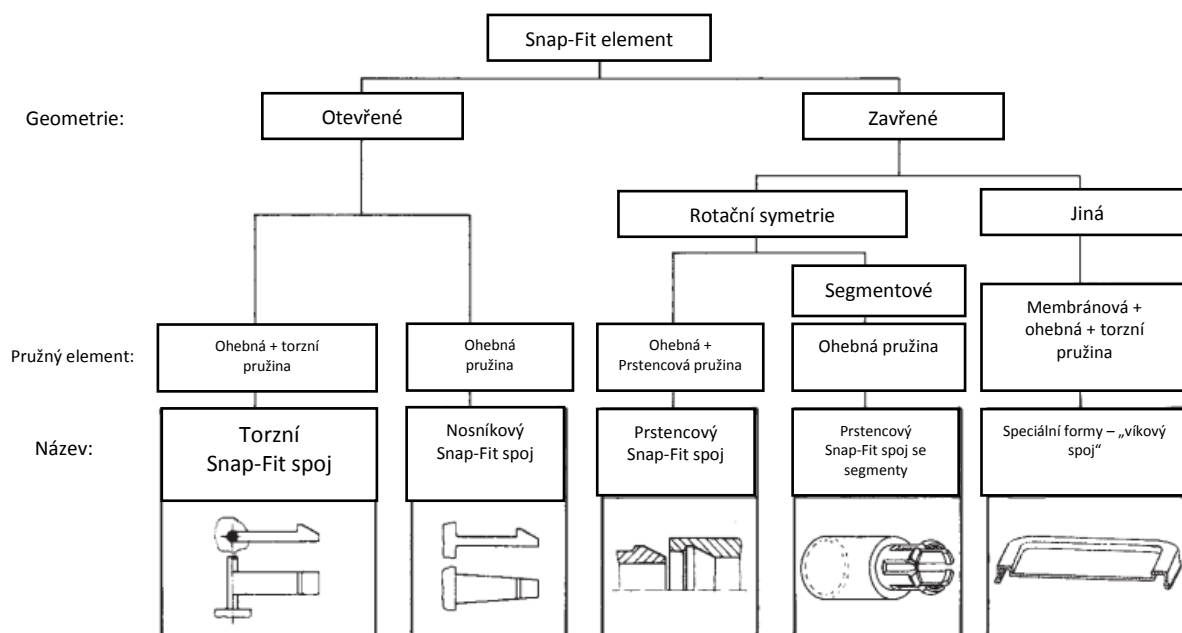 Snap-Fit element
Geometrie:
Otevřené
Zavřené
Rotační symetrie
Jiná
Segmentové
Pružný element:
Ohebná + torzní
pružina
Ohebná
pružina
Ohebná +
Prstencová pružina
Ohebná pružina
Membránová +
ohebná + torzní
pružina
Název:
Torzní
Snap-Fit spoj
Nosníkový
Snap-Fit spoj
Prstencový
Snap-Fit spoj
Prstencový
Snap-Fit spoj se
segmenty
Speciální formy – „víkový
spoj“